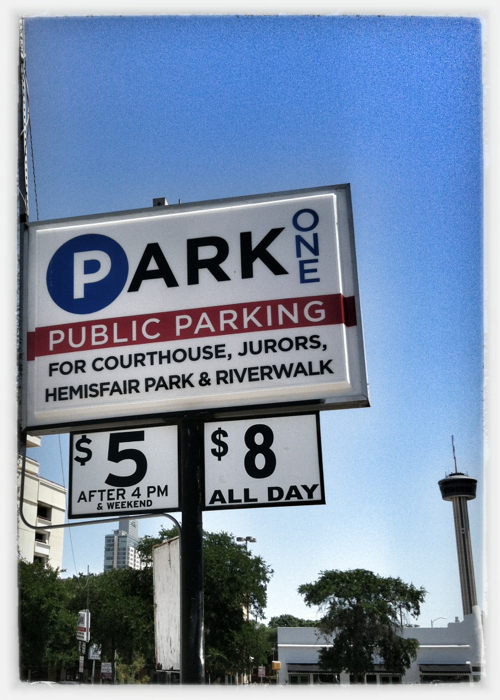 PARK ONE
PUBLIC PARKING
FOR COURTHOUSE, JURORS,
HEMISFAIR PARK & RIVERWALK
$5
AFTER 4 PM
& WEEKEND
$8
ALL DAY